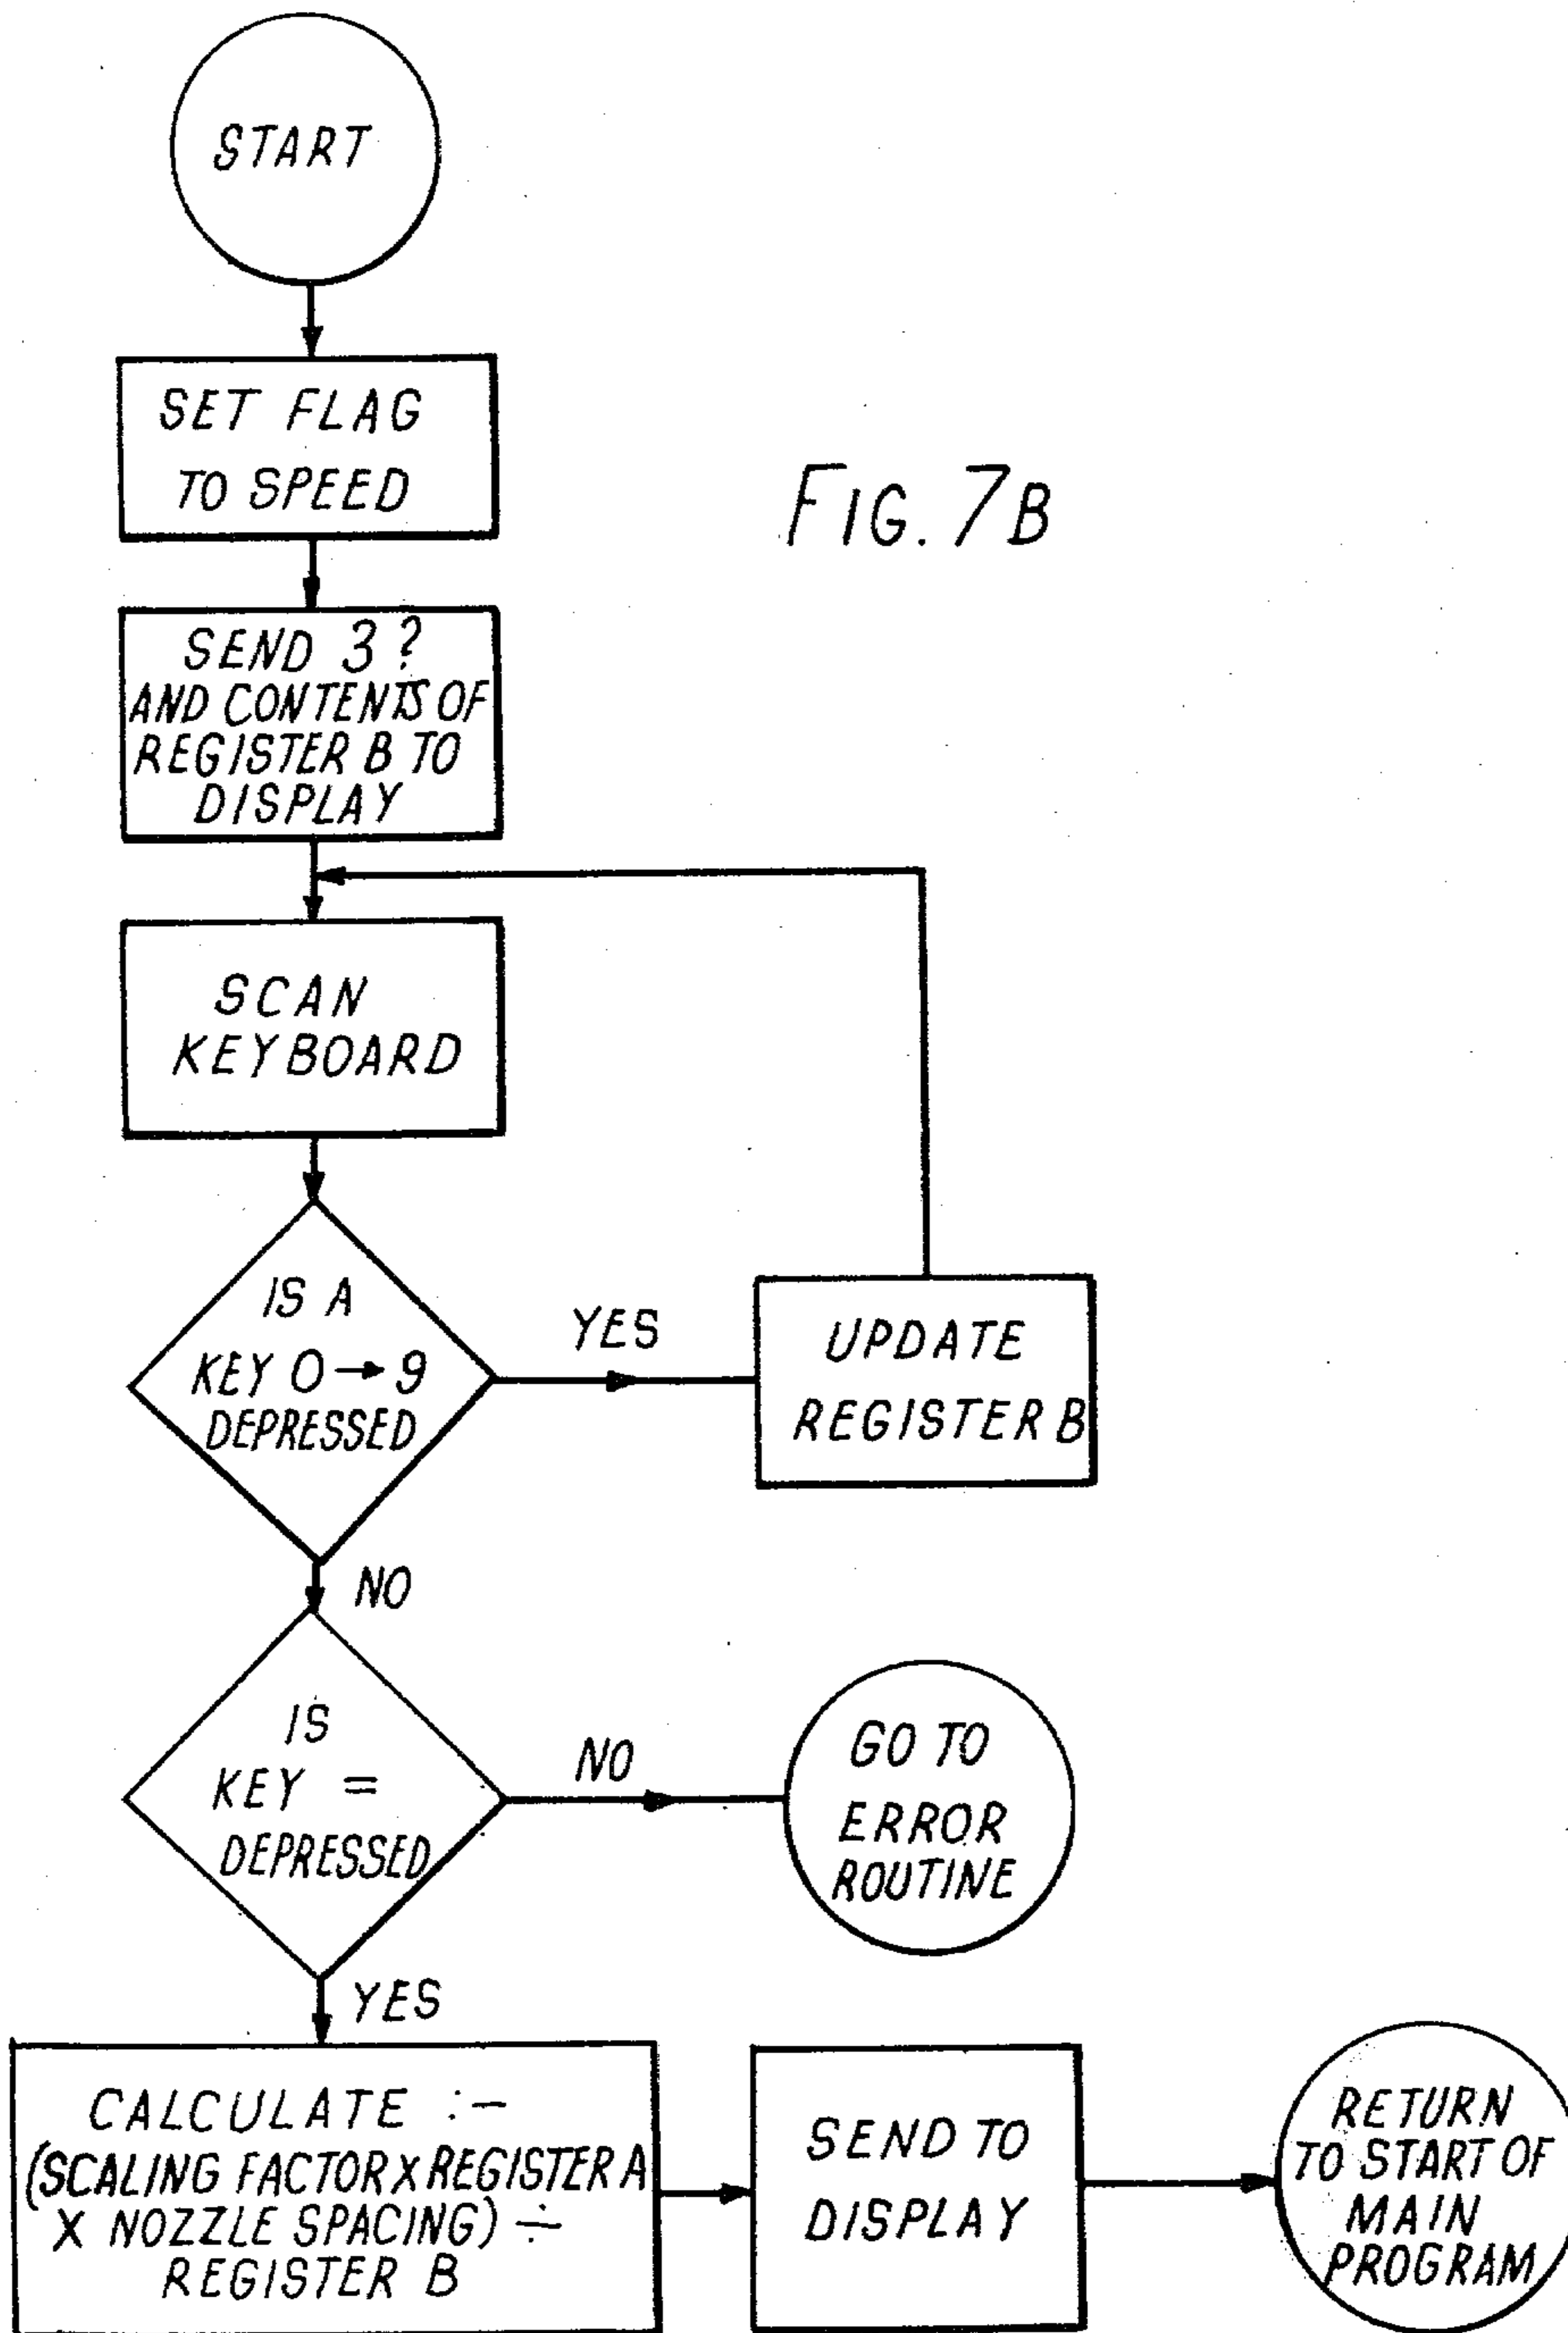 START
SET FLAG
TO SPEED
FIG. 7B
SEND 3?
AND CONTENTS OF
REGISTER B TO
DISPLAY
SCAN
KEYBOARD
IS A
KEY 0→9
DEPRESSED
YES
UPDATE
REGISTER B
NO
IS
KEY =
DEPRESSED
NO
GO TO
ERROR
ROUTINE
YES
CALCULATE :-
(SCALING FACTOR X REGISTER A
X NOZZLE SPACING) ÷
REGISTER B
SEND TO
DISPLAY
RETURN
TO START OF
MAIN
PROGRAM